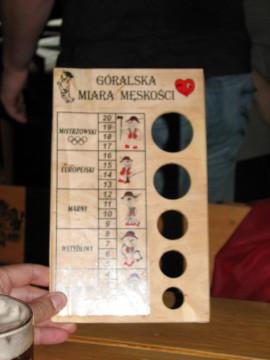 GÓRALSKA
MIARA MĘSKOŚCI
20
MISTRZOWSKI 19
18
17
16
EUROPEJSKI 15
14
13
12
MARNY 11
10
9
8
WSTYDLIWY 7
6
5
4